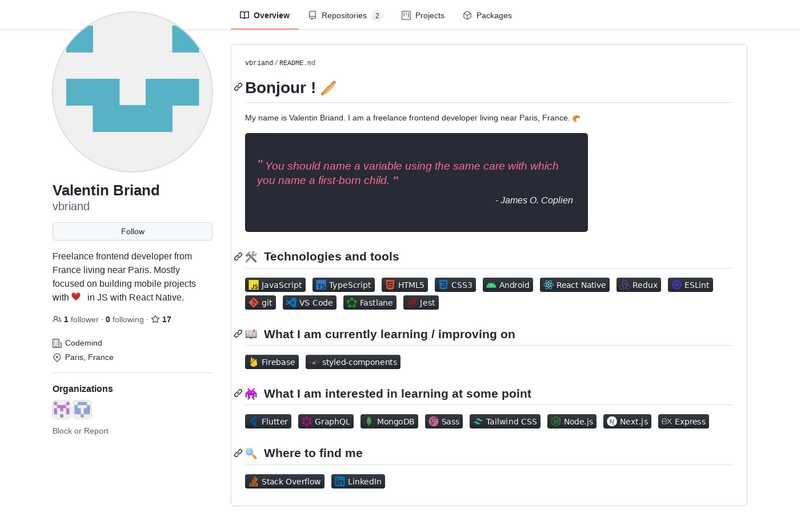 Overview
Repositories 2
Projects
Packages
Valentin Briand
vbriand
Follow
Freelance frontend developer from
France living near Paris. Mostly
focused on building mobile projects
with in JS with React Native.
1 follower · 0 following · 17
Codemind
Paris, France
Organizations
Block or Report
vbriand/README.md
Bonjour !
My name is Valentin Briand. I am a freelance frontend developer living near Paris, France.
" You should name a variable using the same care with which
you name a first-born child. "
- James O. Coplien
Technologies and tools
JavaScript TypeScript HTML5 CSS3 Android React Native Redux ESLint
git VS Code Fastlane Jest
What I am currently learning / improving on
Firebase styled-components
What I am interested in learning at some point
Flutter GraphQL MongoDB Sass Tailwind CSS Node.js Next.js Express
Where to find me
Stack Overflow LinkedIn